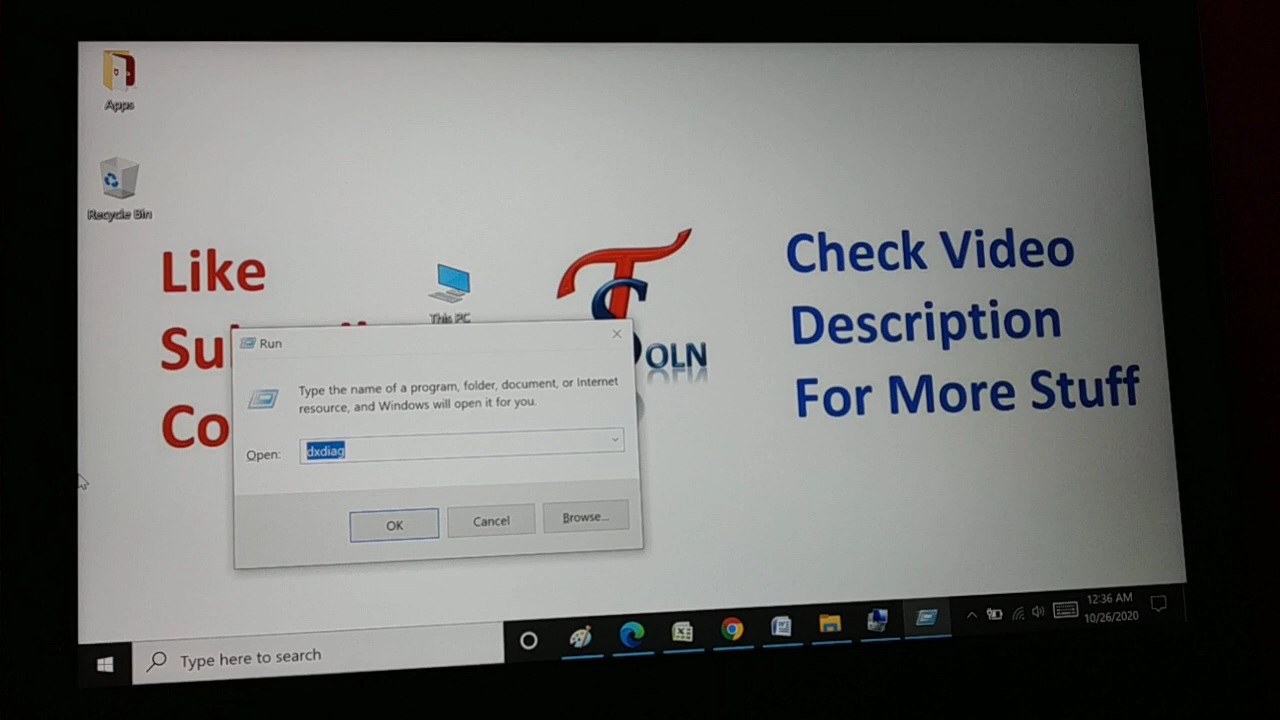 Apps
Recycle Bin
Like
Su
Co
This PC
OLN
Check Video
Description
For More Stuff
Run
Type the name of a program, folder, document, or Internet
resource, and Windows will open it for you.
Open:
dxdiag
OK
Cancel
Browse...
Type here to search
12:36 AM
10/26/2020